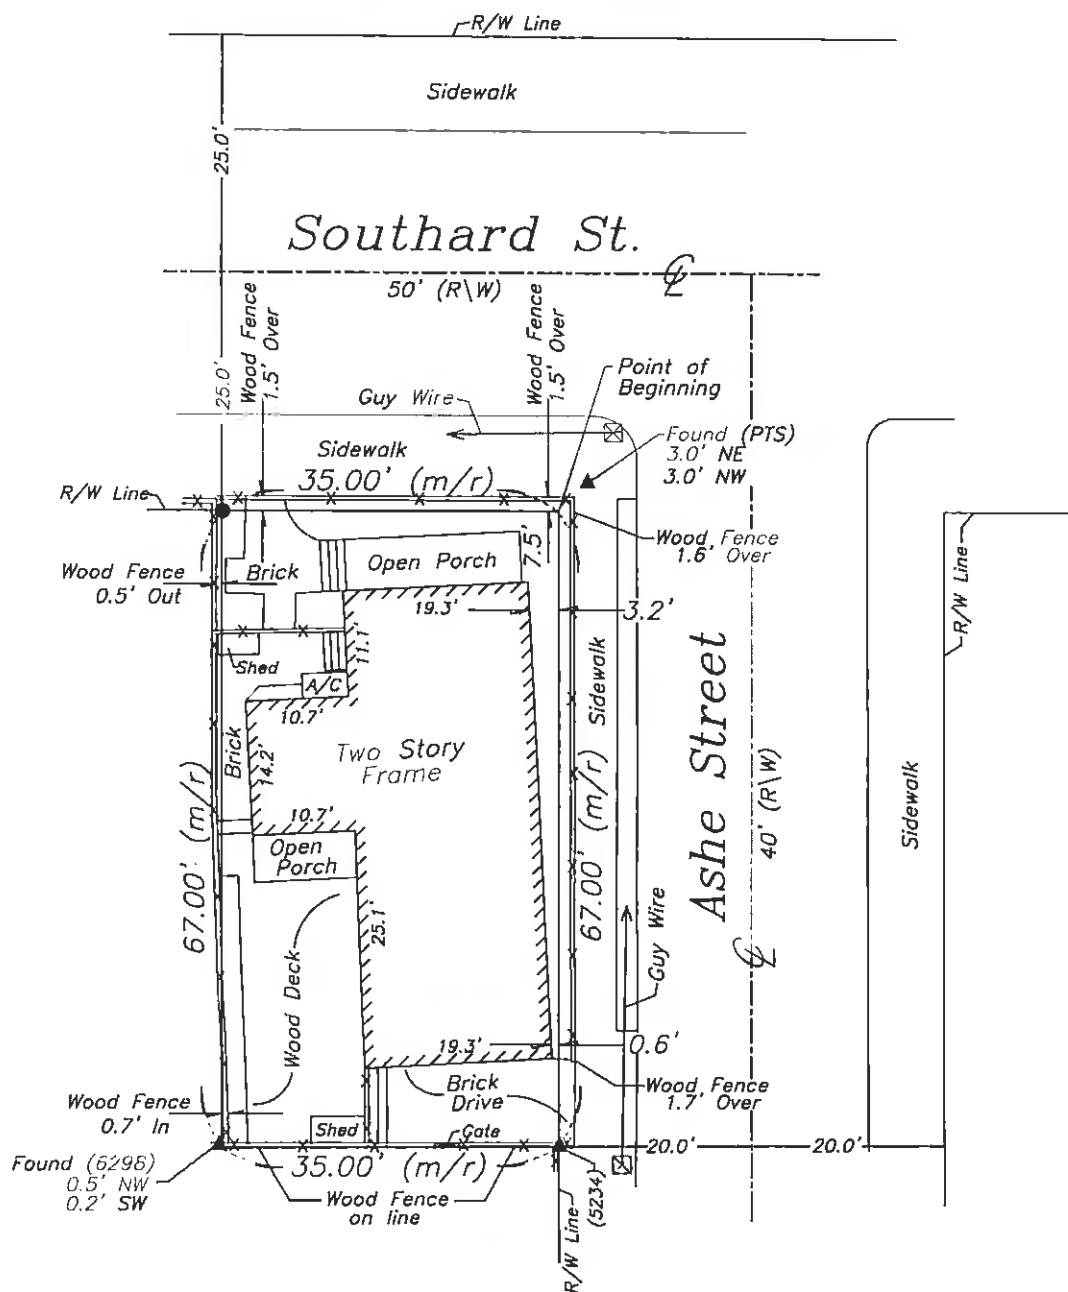 R/W Line
Sidewalk
25.0'
Southard St.
50' (R\W)
℄
25.0'
Wood Fence
1.5' Over
Wood Fence
1.5' Over
Point of
Beginning
Guy Wire
Found (PTS)
3.0' NE
3.0' NW
Sidewalk
35.00' (m/r)
R/W Line
Wood Fence
1.6' Over
7.5'
Open Porch
Brick
Wood Fence
0.5' Out
19.3'
3.2'
R/W Line
11.1'
Shed
A/C
10.7'
Sidewalk
Ashe Street
40' (R\W)
℄
Two Story
Frame
Brick
14.2'
10.7'
Open
Porch
67.00' (m/r)
67.00' (m/r)
Sidewalk
25.1'
Wood Deck
Guy Wire
19.3'
0.6'
Brick
Drive
Wood Fence
1.7' Over
Wood Fence
0.7' In
Shed
Gate
20.0'
20.0'
Found (6298)
0.5' NW
0.2' SW
35.00' (m/r)
Wood Fence
on line
(5234)
R/W Line